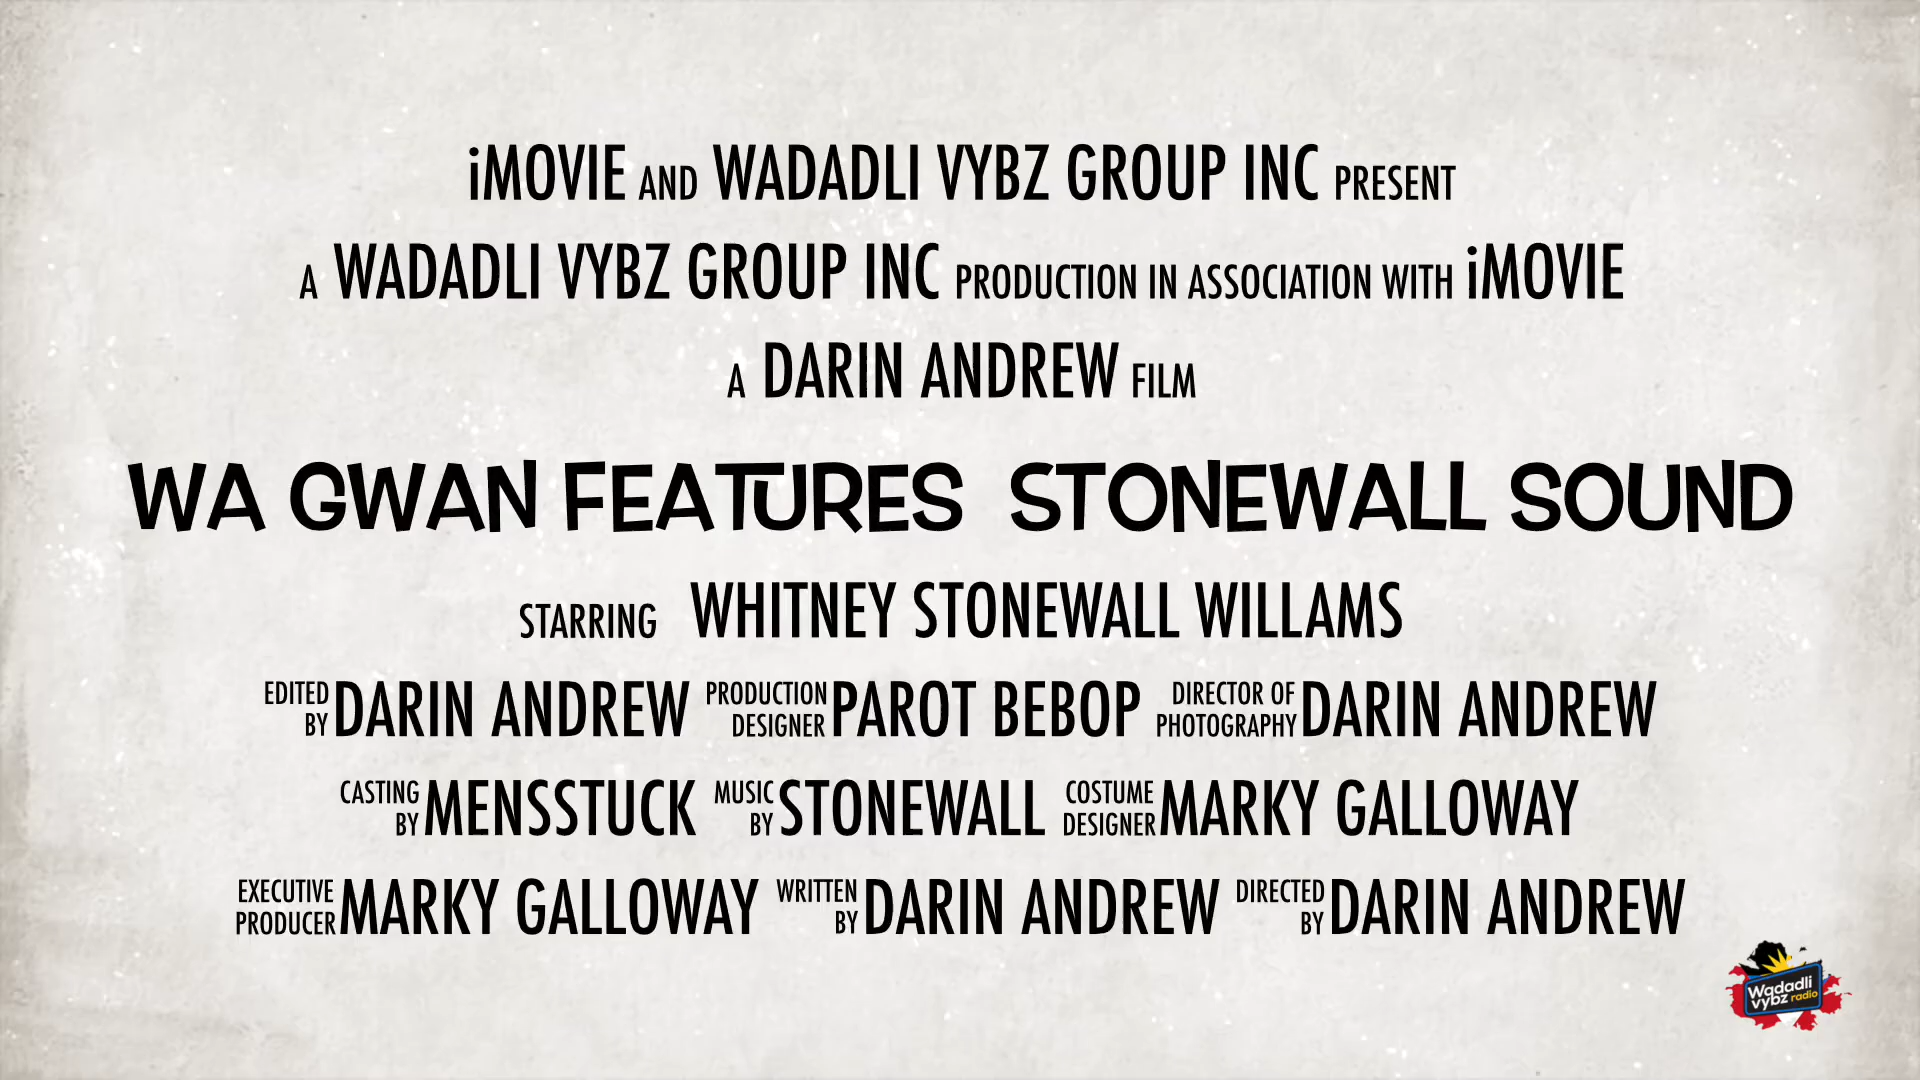 iMOVIE AND WADADLI VYBZ GROUP INC PRESENT
A WADADLI VYBZ GROUP INC PRODUCTION IN ASSOCIATION WITH iMOVIE
A DARIN ANDREW FILM
WA GWAN FEATURES STONEWALL SOUND
STARRING WHITNEY STONEWALL WILLAMS
EDITED BY DARIN ANDREW PRODUCTION DESIGNER PAROT BEBOP DIRECTOR OF PHOTOGRAPHY DARIN ANDREW
CASTING BY MENSSTUCK MUSIC BY STONEWALL COSTUME DESIGNER MARKY GALLOWAY
EXECUTIVE PRODUCER MARKY GALLOWAY WRITTEN BY DARIN ANDREW DIRECTED BY DARIN ANDREW
Wadadli
vybz radio